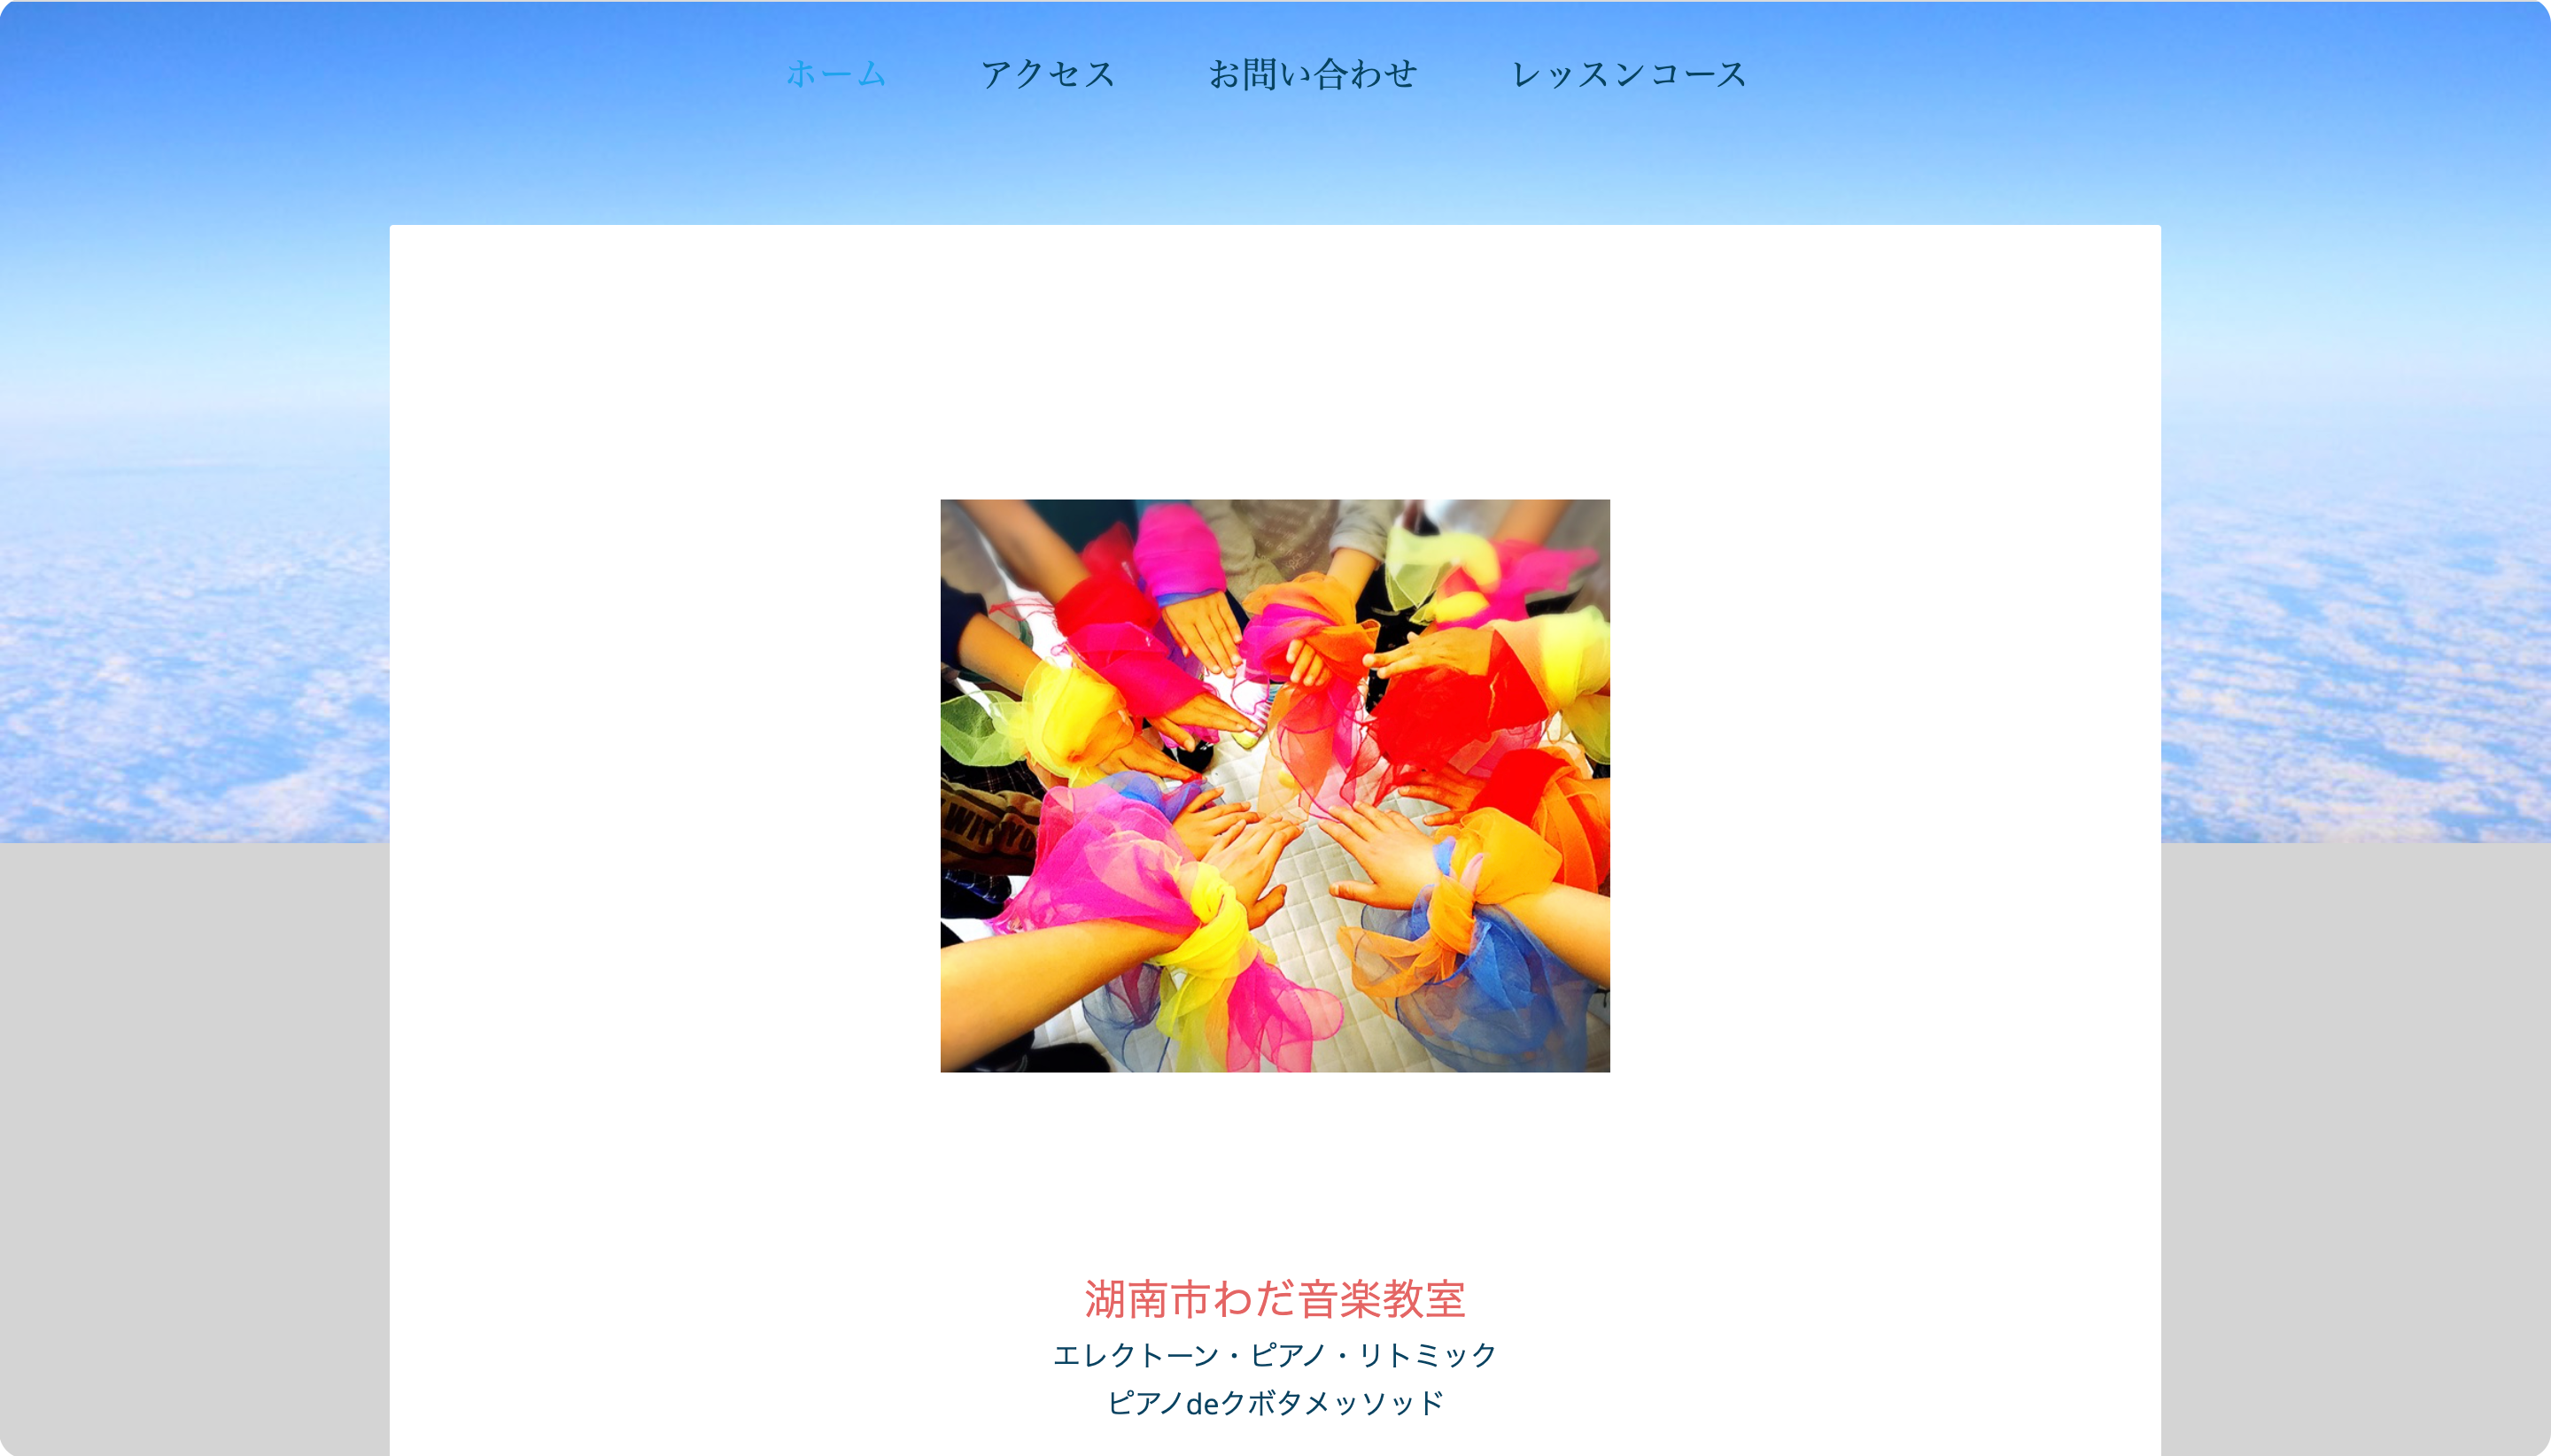 ホーム
アクセス
お問い合わせ
レッスンコース
湖南市わだ音楽教室
エレクトーン・ピアノ・リトミック
ピアノdeクボタメッソッド